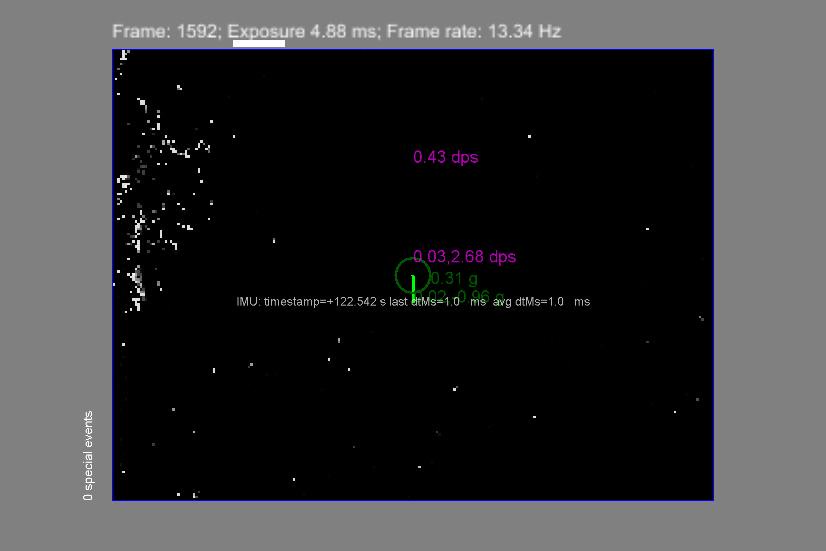 Frame: 1592; Exposure 4.88 ms; Frame rate: 13.34 Hz
0.43 dps
0.03,2.68 dps
0.31 g
0.96 g
IMU: timestamp=+122.542 s last dtMs=1.0 ms avg dtMs=1.0 ms
0 special events